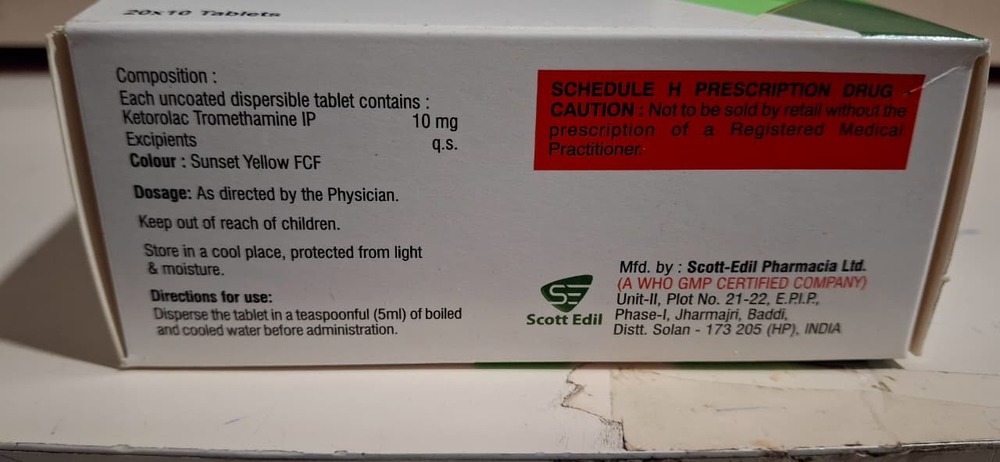 20x10 Tablets
Composition :
Each uncoated dispersible tablet contains :
Ketorolac Tromethamine IP 10 mg
Excipients q.s.
Colour : Sunset Yellow FCF
Dosage: As directed by the Physician.
Keep out of reach of children.
Store in a cool place, protected from light
& moisture.
Directions for use:
Disperse the tablet in a teaspoonful (5ml) of boiled
and cooled water before administration.
SCHEDULE H PRESCRIPTION DRUG -
CAUTION : Not to be sold by retail without the
prescription of a Registered Medical
Practitioner.
SE
Scott Edil
Mfd. by : Scott-Edil Pharmacia Ltd.
(A WHO GMP CERTIFIED COMPANY)
Unit-II, Plot No. 21-22, E.P.I.P.,
Phase-I, Jharmajri, Baddi,
Distt. Solan - 173 205 (HP), INDIA